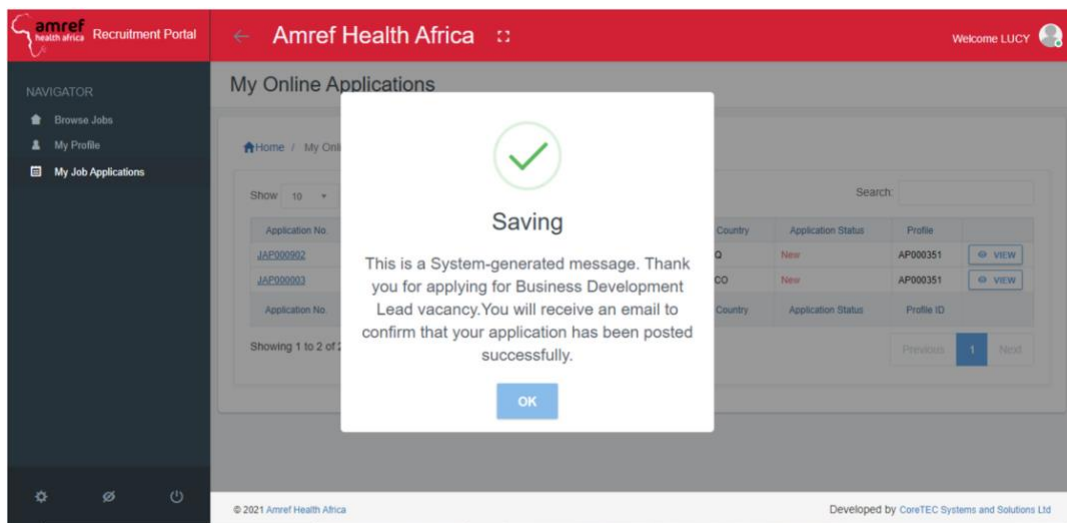 amref
health africa
Recruitment Portal
Amref Health Africa
Welcome LUCY
NAVIGATOR
Browse Jobs
My Profile
My Job Applications
My Online Applications
Home / My Onli
Show 10
Search:
Application No.
Country
Application Status
Profile
JAP000902
Q
New
AP000351
VIEW
JAP000003
CO
New
AP000351
VIEW
Application No
Country
Application Status
Profile ID
Showing 1 to 2 of 2
Previous 1 Next
Saving
This is a System-generated message. Thank
you for applying for Business Development
Lead vacancy.You will receive an email to
confirm that your application has been posted
successfully.
OK
© 2021 Amref Health Africa
Developed by CoreTEC Systems and Solutions Ltd